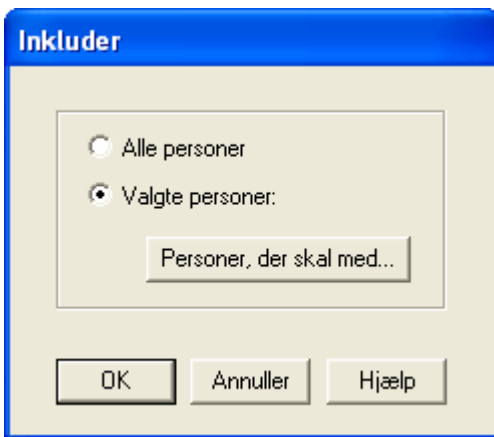 Inkluder
Alle personer
Valgte personer:
Personer, der skal med...
OK Annuller Hjælp